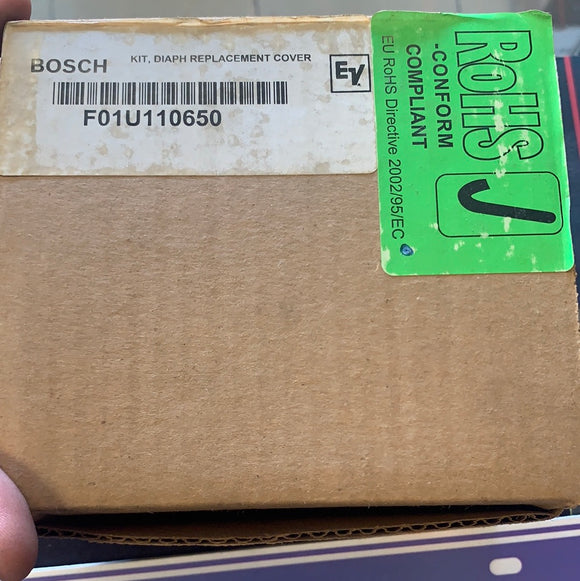 BOSCH
KIT, DIAPH REPLACEMENT COVER
EV
F01U110650
RoHS
-CONFORM
COMPLIANT
EU RoHS Directive 2002/95/EC